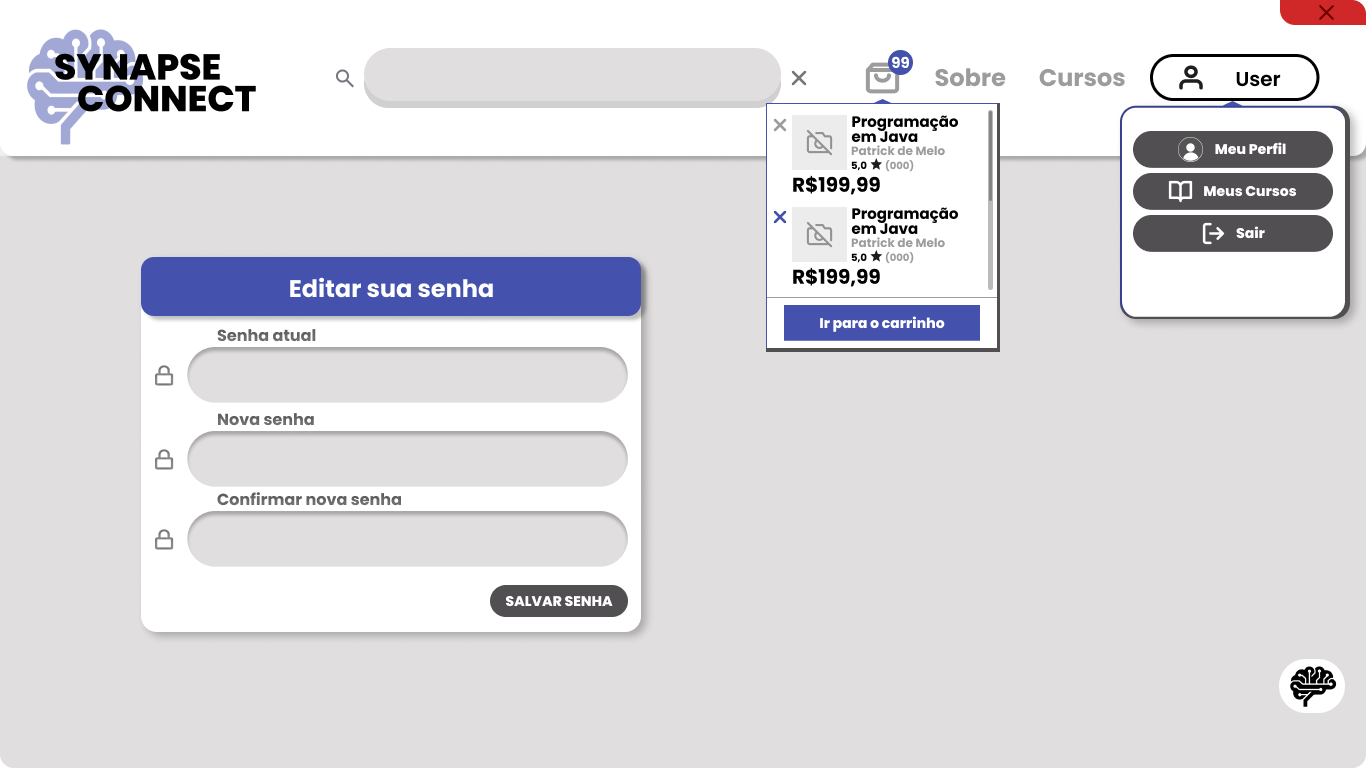 SYNAPSE
CONNECT
99
Sobre
Cursos
User
Programação
em Java
Patrick de Melo
5,0 ★ (000)
R$199,99
Programação
em Java
Patrick de Melo
5,0 ★ (000)
R$199,99
Ir para o carrinho
Meu Perfil
Meus Cursos
Sair
Editar sua senha
Senha atual
Nova senha
Confirmar nova senha
SALVAR SENHA